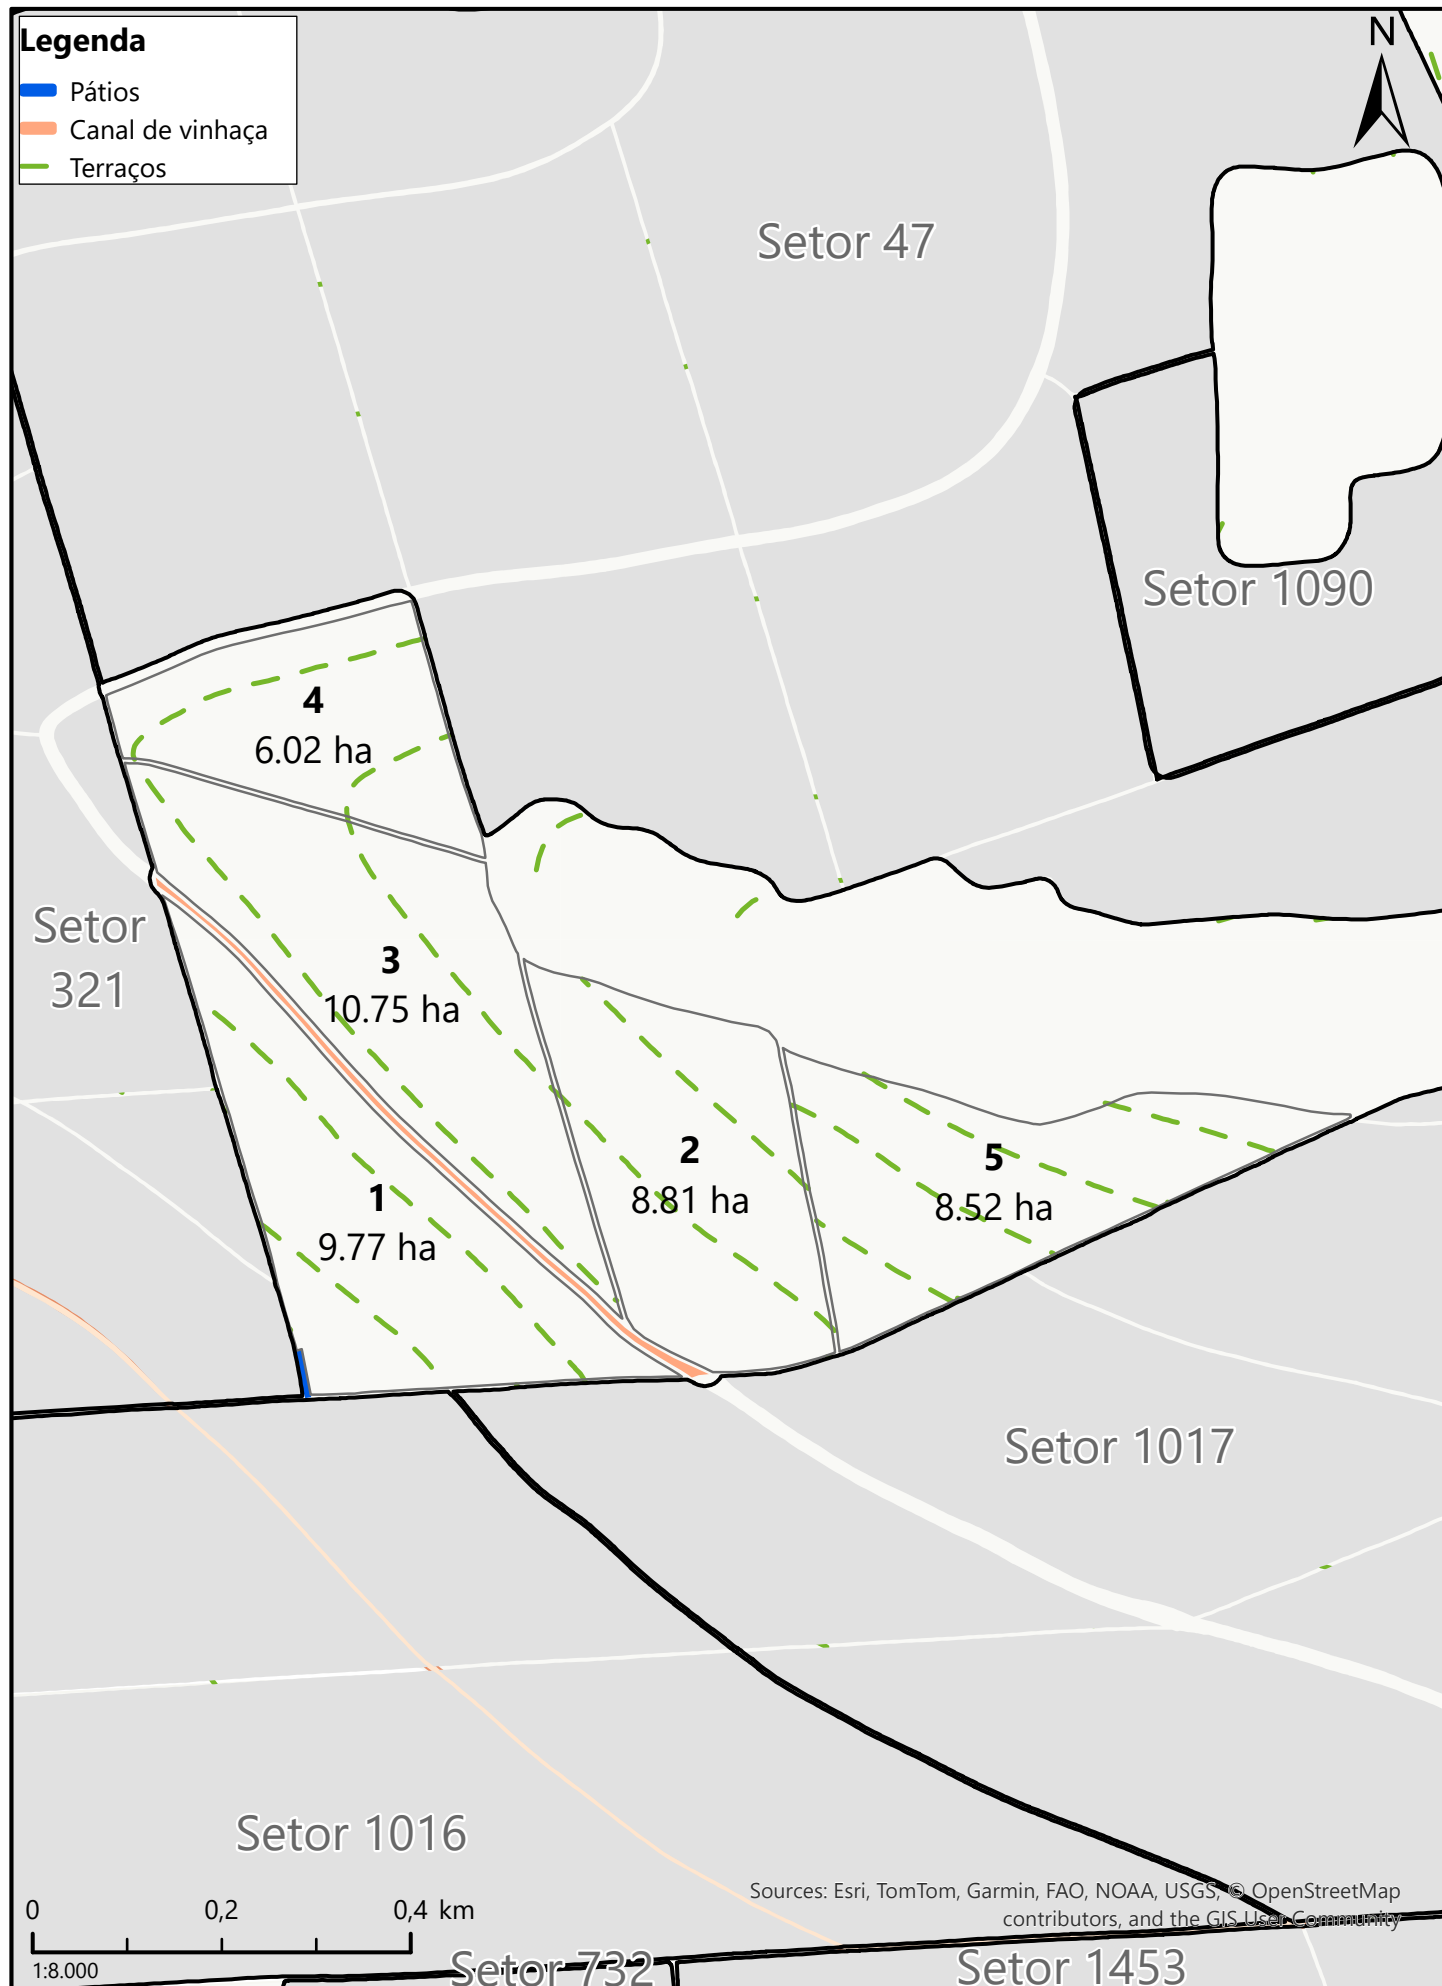 Legenda
Pátios
Canal de vinhaça
Terraços
N
Setor 47
Setor 1090
4
6.02 ha
Setor
321
3
10.75 ha
2
8.81 ha
5
8.52 ha
1
9.77 ha
Setor 1017
Setor 1016
Sources: Esri, TomTom, Garmin, FAO, NOAA, USGS, © OpenStreetMap
contributors, and the GIS User Community
0 0,2 0,4 km
1:8.000
Setor 732
Setor 1453